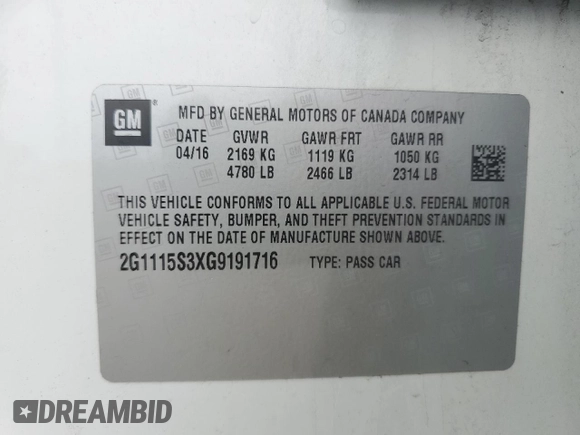 GM
MFD BY GENERAL MOTORS OF CANADA COMPANY
DATE GVWR GAWR FRT GAWR RR
04/16 2169 KG 1119 KG 1050 KG
4780 LB 2466 LB 2314 LB
THIS VEHICLE CONFORMS TO ALL APPLICABLE U.S. FEDERAL MOTOR
VEHICLE SAFETY, BUMPER, AND THEFT PREVENTION STANDARDS IN
EFFECT ON THE DATE OF MANUFACTURE SHOWN ABOVE.
2G1115S3XG9191716 TYPE: PASS CAR
DREAMBID